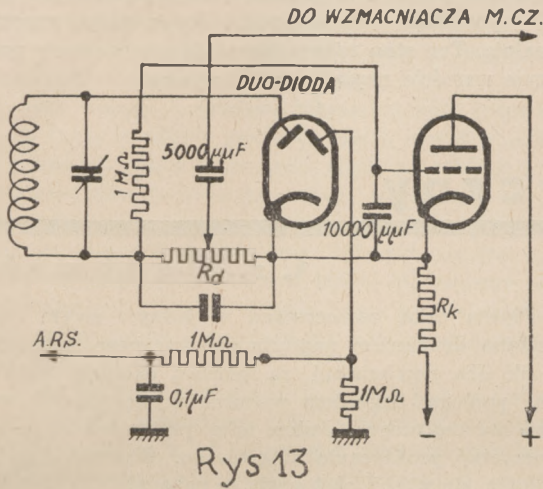 DO WZMACNIACZA M.CZ.
DUO-DIODA
1MΩ
5000μμF
10000μμF
Rd
Rk
A.R.S.
1MΩ
0,1μF
1MΩ
- +
Rys 13